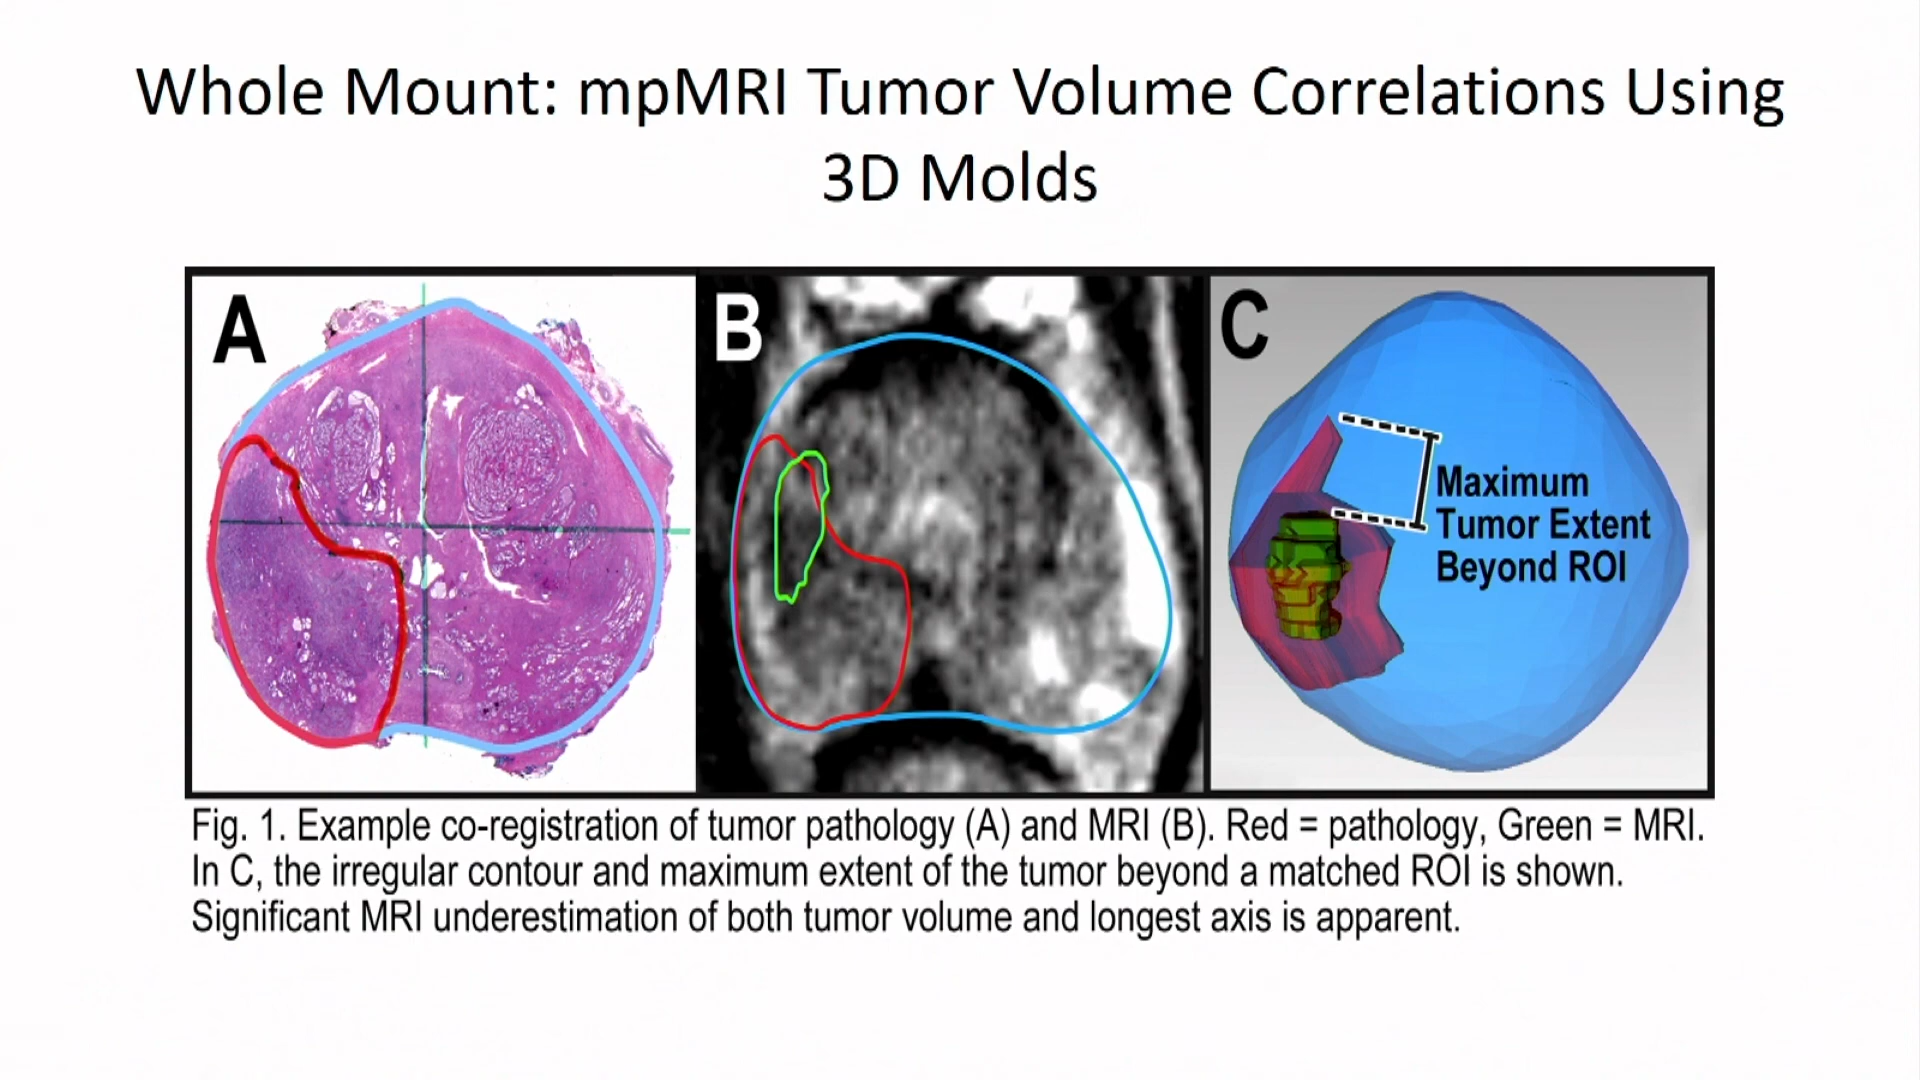 Whole Mount: mpMRI Tumor Volume Correlations Using
3D Molds
A
B
C
Maximum
Tumor Extent
Beyond ROI
Fig. 1. Example co-registration of tumor pathology (A) and MRI (B). Red = pathology, Green = MRI.
In C, the irregular contour and maximum extent of the tumor beyond a matched ROI is shown.
Significant MRI underestimation of both tumor volume and longest axis is apparent.